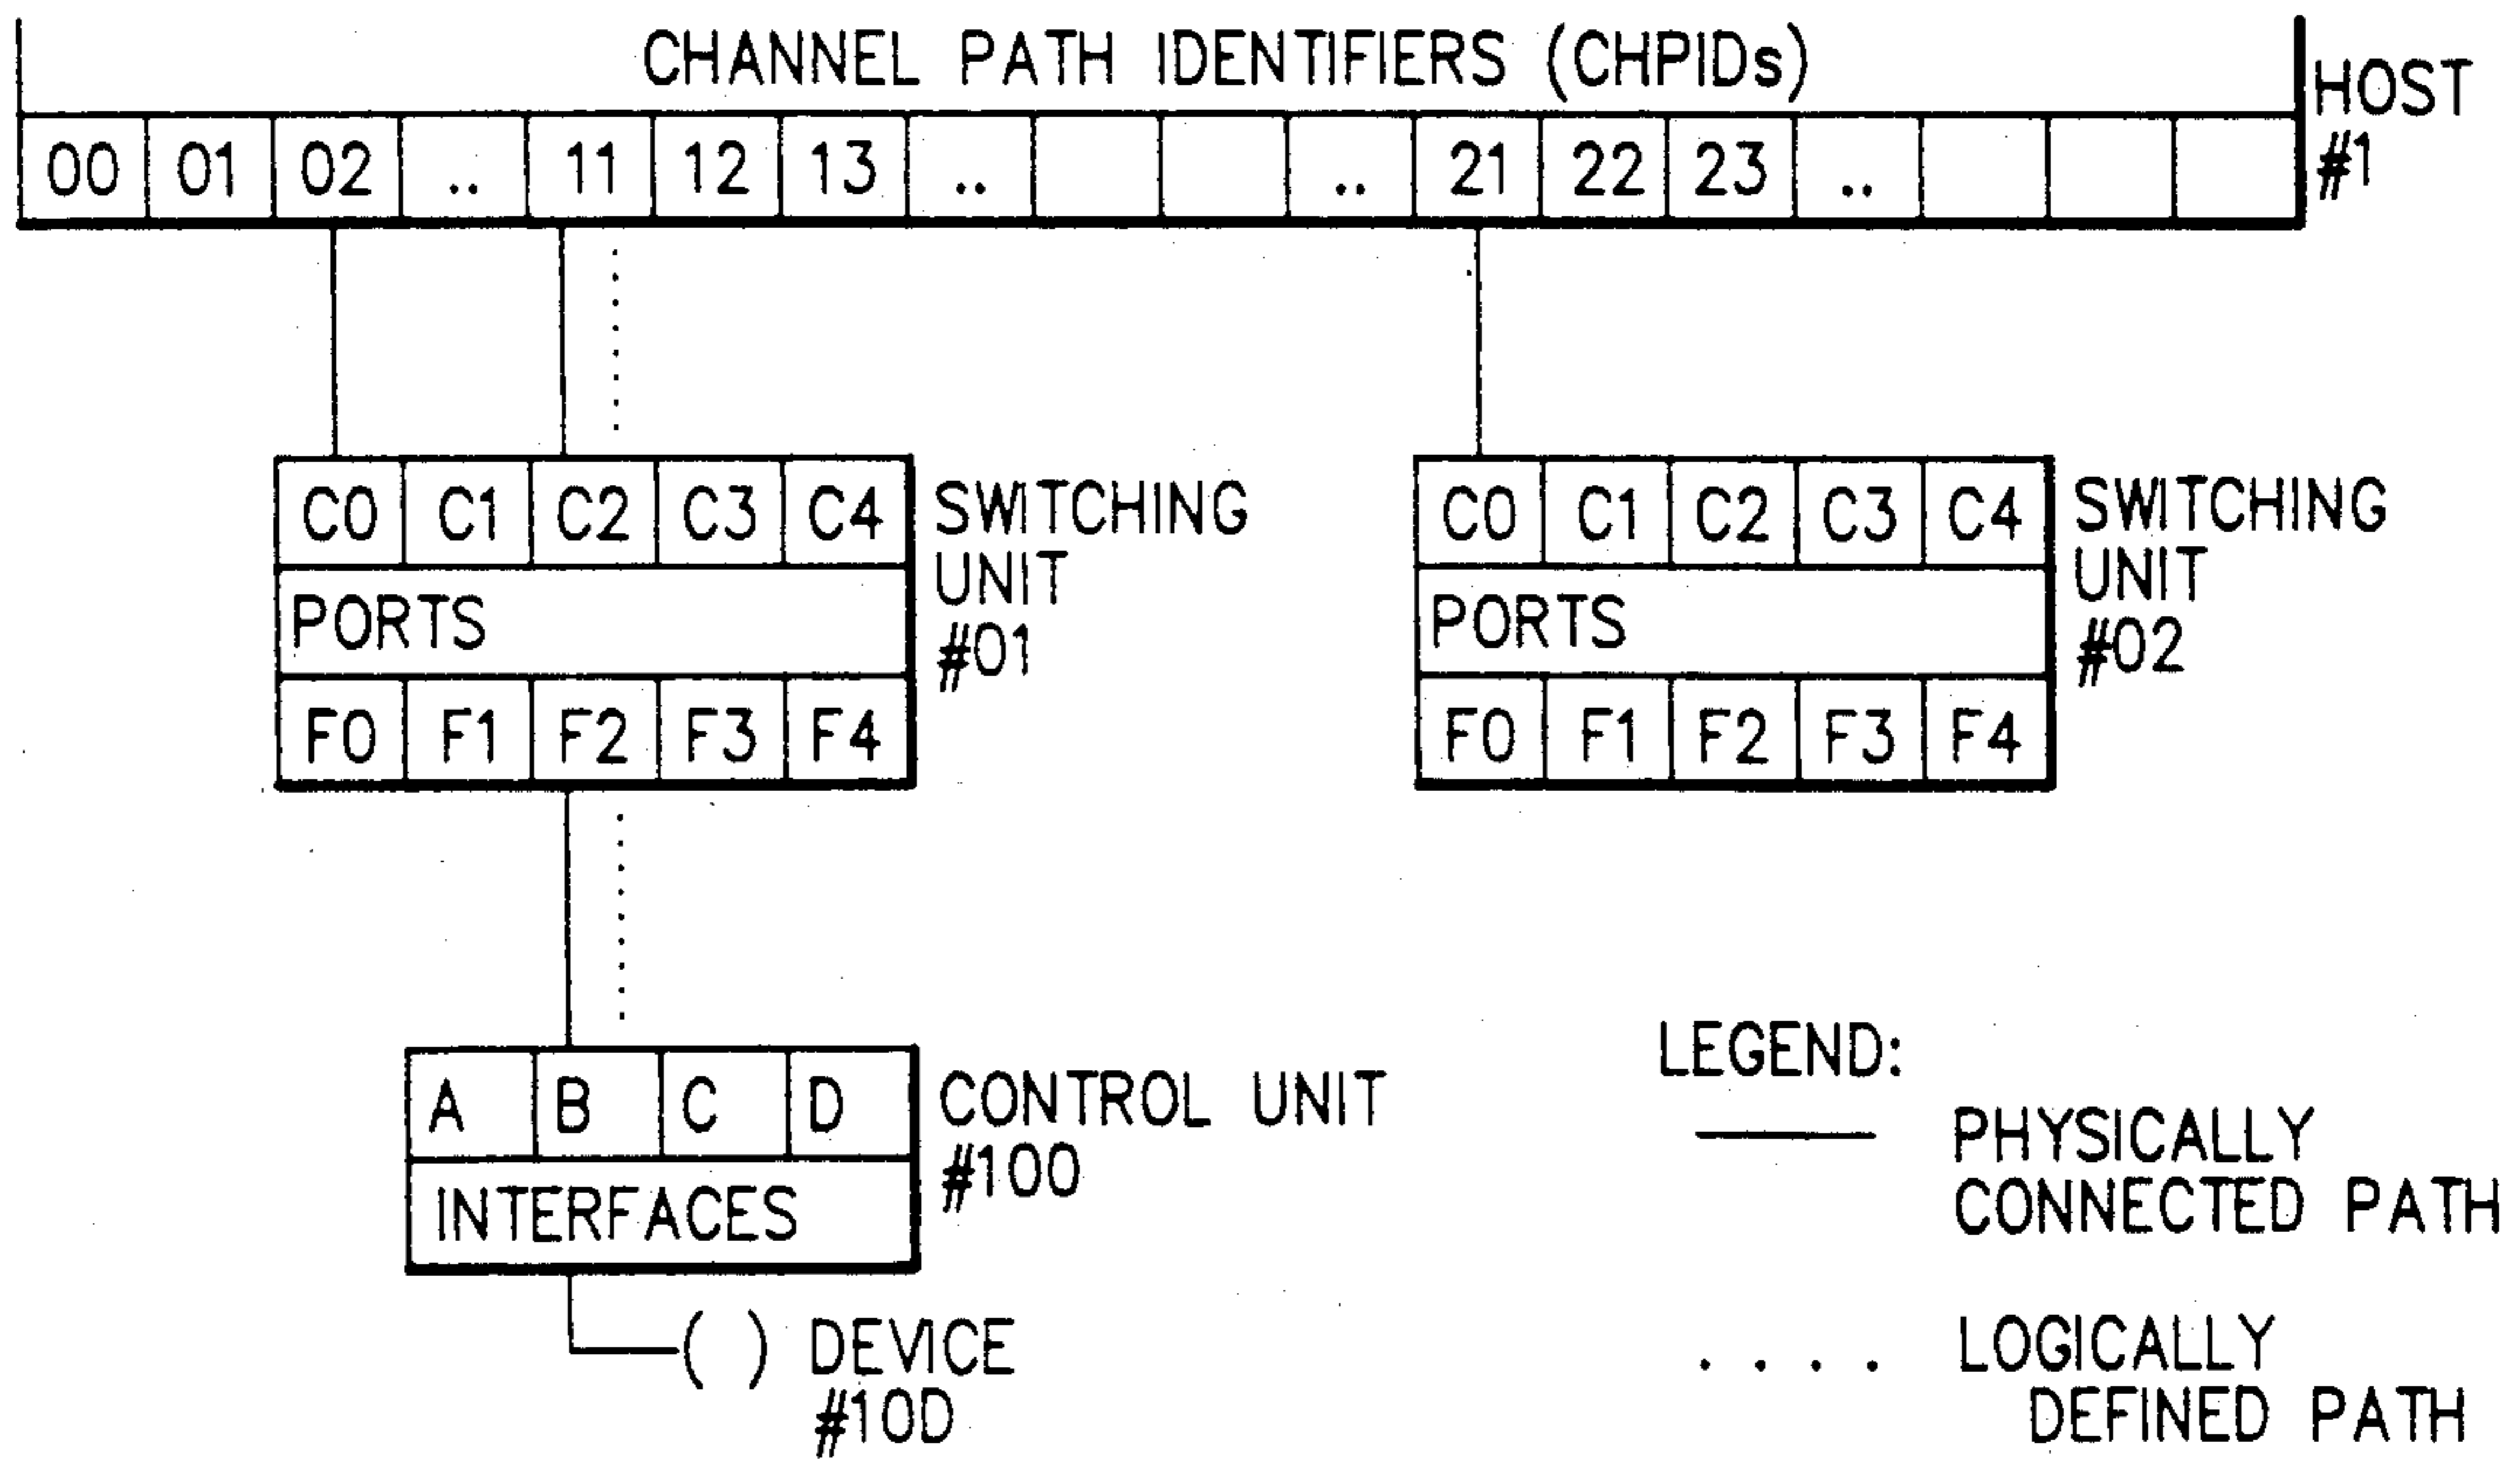 CHANNEL PATH IDENTIFIERS (CHPIDs)
HOST
#1
00 01 02 .. 11 12 13 .. .. 21 22 23 ..
C0 C1 C2 C3 C4
SWITCHING
UNIT
#01
PORTS
F0 F1 F2 F3 F4
C0 C1 C2 C3 C4
SWITCHING
UNIT
#02
PORTS
F0 F1 F2 F3 F4
A B C D
CONTROL UNIT
#100
INTERFACES
( ) DEVICE
#10D
LEGEND:
PHYSICALLY
CONNECTED PATH
. . . . LOGICALLY
DEFINED PATH